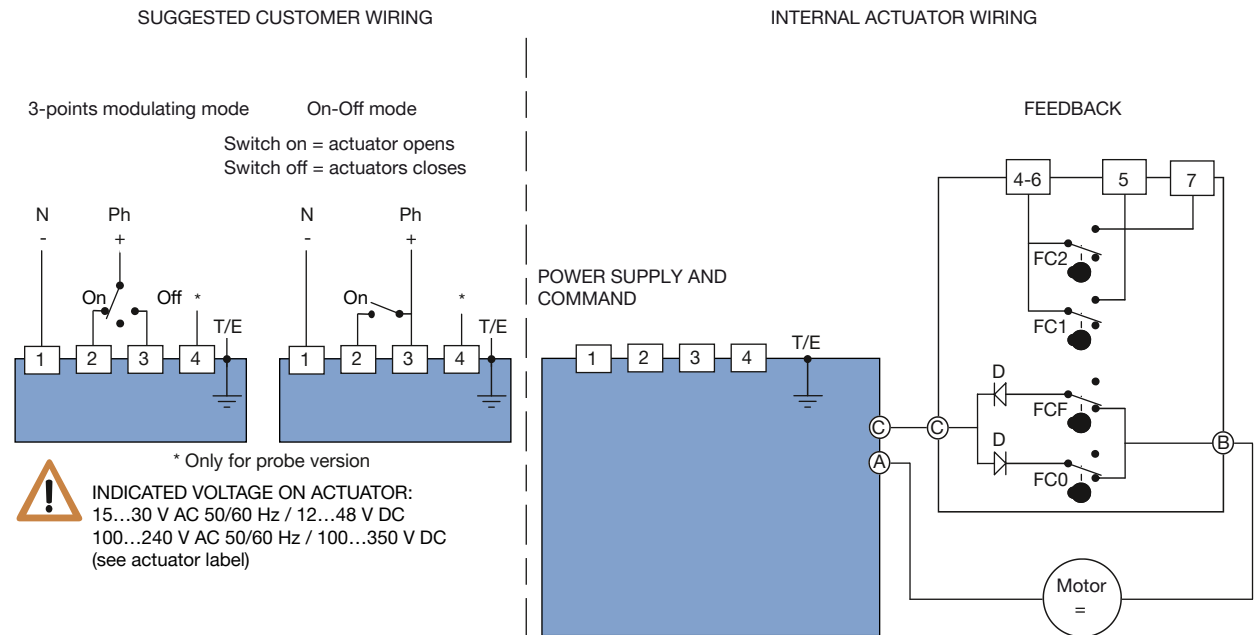 SUGGESTED CUSTOMER WIRING
INTERNAL ACTUATOR WIRING
3-points modulating mode
On-Off mode
Switch on = actuator opens
Switch off = actuators closes
N
Ph
-
+
On
Off
*
T/E
1
2
3
4
N
Ph
-
+
On
*
T/E
1
2
3
4
* Only for probe version
INDICATED VOLTAGE ON ACTUATOR:
15...30 V AC 50/60 Hz / 12...48 V DC
100...240 V AC 50/60 Hz / 100...350 V DC
(see actuator label)
POWER SUPPLY AND
COMMAND
1
2
3
4
T/E
C
A
FEEDBACK
4-6
5
7
FC2
FC1
D
FCF
C
D
FC0
B
Motor
=